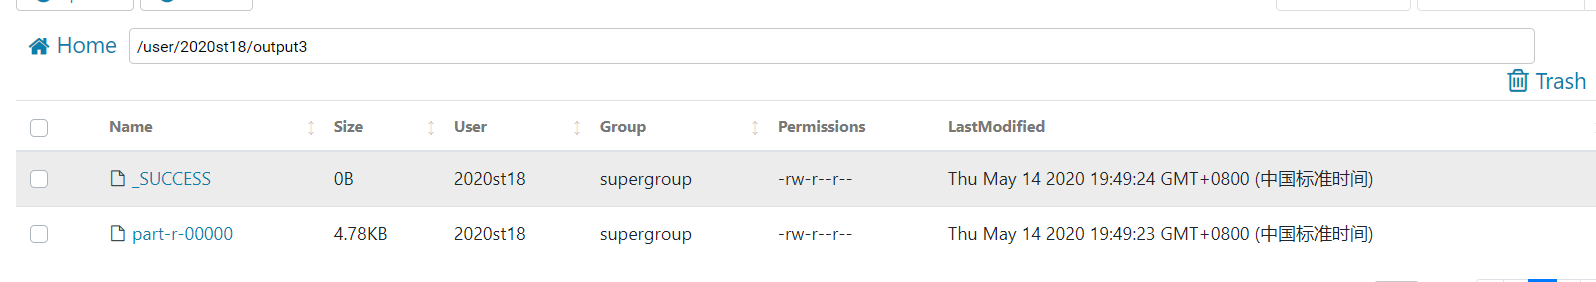 Home /user/2020st18/output3
Trash
Name Size User Group Permissions LastModified
_SUCCESS 0B 2020st18 supergroup -rw-r--r-- Thu May 14 2020 19:49:24 GMT+0800 (中国标准时间)
part-r-00000 4.78KB 2020st18 supergroup -rw-r--r-- Thu May 14 2020 19:49:23 GMT+0800 (中国标准时间)